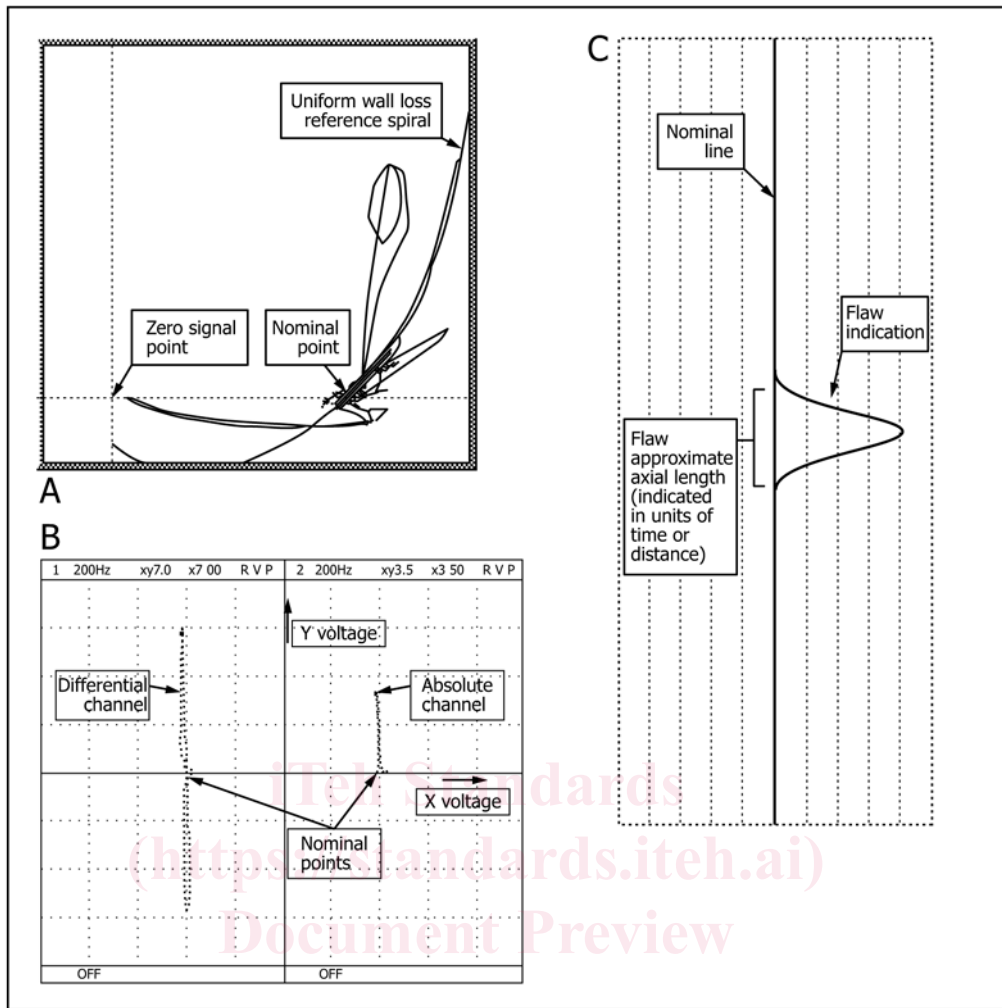 Uniform wall loss
reference spiral
Zero signal
point
Nominal
point
A
B
1 200Hz xy7.0 x7 00 R V P
2 200Hz xy3.5 x3 50 R V P
Y voltage
Differential
channel
Absolute
channel
X voltage
Nominal
points
OFF
OFF
C
Nominal
line
Flaw
indication
Flaw
approximate
axial length
(indicated
in units of
time or
distance)
iTeh Standards
(https://standards.iteh.ai)
Document Preview